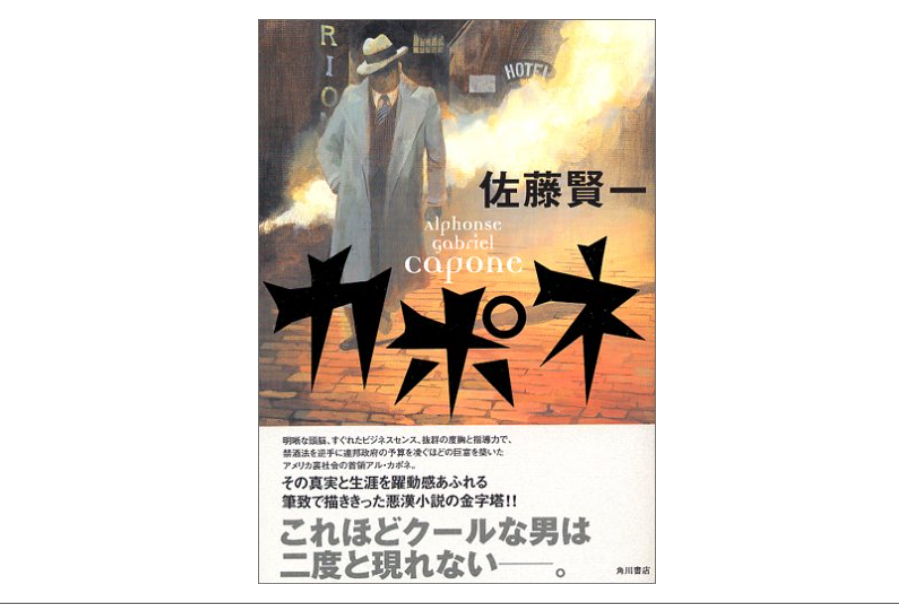 RIO
HOTEL
佐藤賢一
Alphonse
gabriel
capone
カポネ
明晰な頭脳、すぐれたビジネスセンス、抜群の度胸と指導力で、
禁酒法を逆手に連邦政府の予算を凌ぐほどの巨富を築いた
アメリカ裏社会の首領アル・カポネ。
その真実と生涯を躍動感あふれる
筆致で描ききった悪漢小説の金字塔!!
これほどクールな男は
二度と現れない──。
角川書店